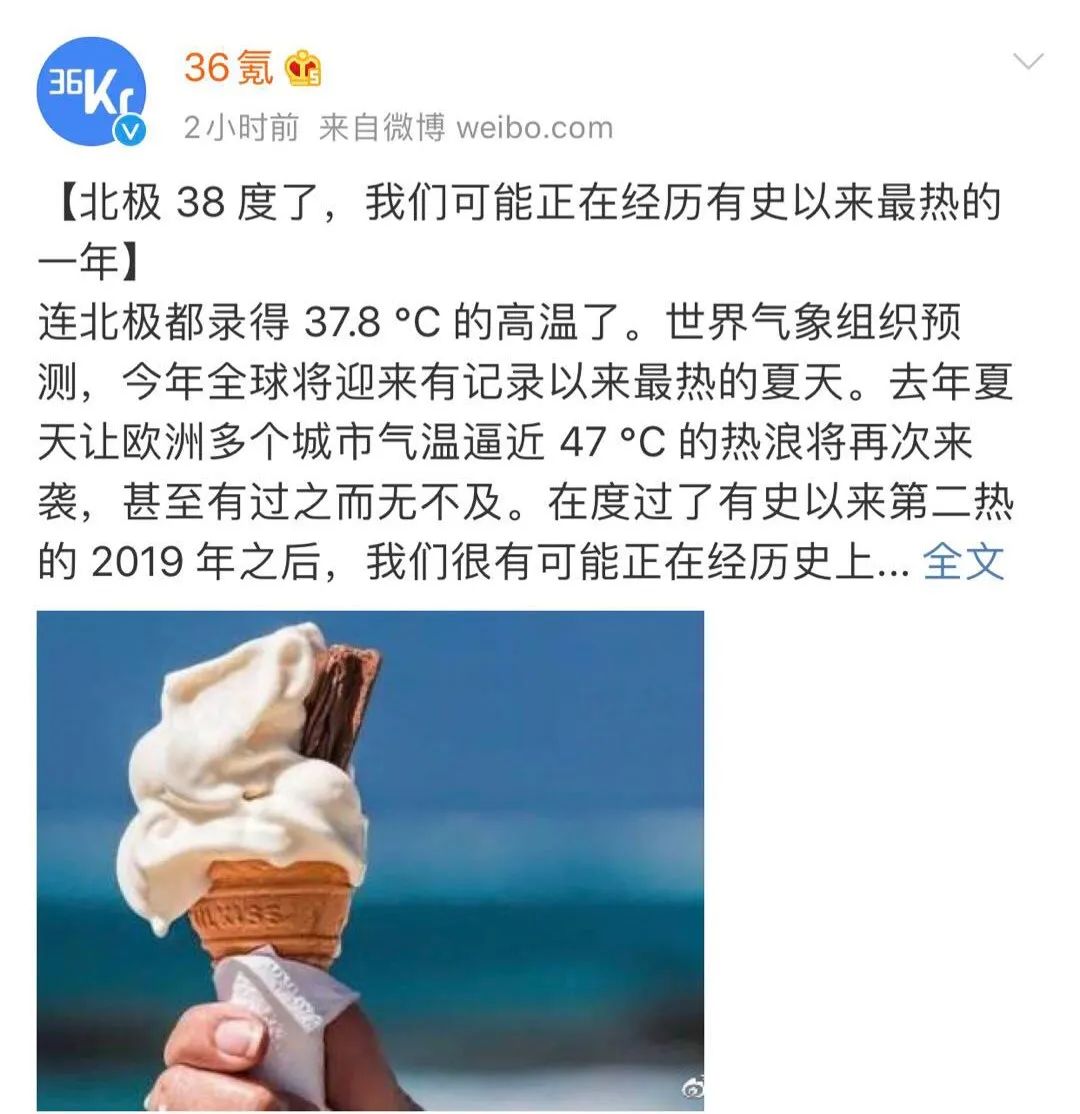 36Kr
36氪
5
2小时前 来自微博 weibo.com
【北极 38 度了，我们可能正在经历有史以来最热的
一年】
连北极都录得 37.8 °C 的高温了。世界气象组织预
测，今年全球将迎来有记录以来最热的夏天。去年夏
天让欧洲多个城市气温逼近 47 °C 的热浪将再次来
袭，甚至有过之而无不及。在度过了有史以来第二热
的 2019 年之后，我们很有可能正在经历史上... 全文